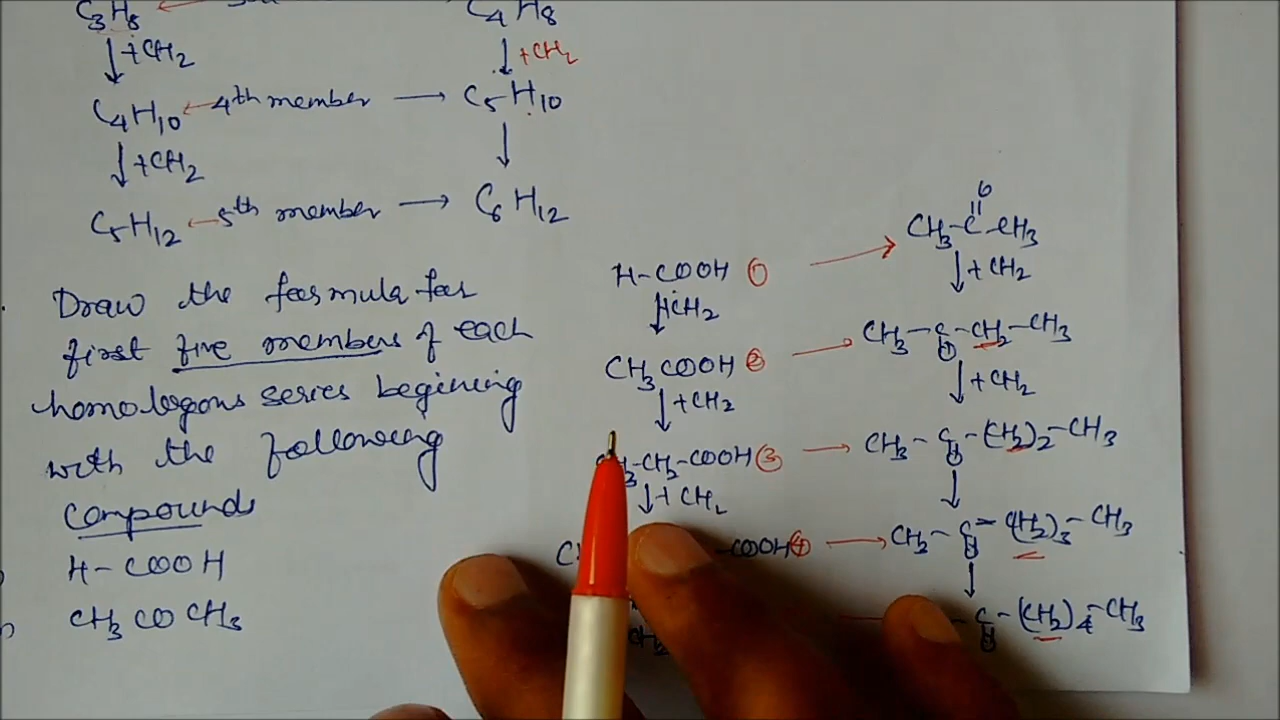 C3H8
C4H8
↓ +CH2
↓ +CH2
C4H10 ← 4th member → C5H10
↓ +CH2
↓
C5H12 ← 5th member → C6H12
Draw the formula for
first five members of each
homologous series begining
with the following
compounds
H-COOH
CH3COCH3
H-COOH ① →
↓ +CH2
CH3COOH ② →
↓ +CH2
-CH2-COOH ③ →
↓ + CH2
-COOH ④ →
O
||
CH3-C-CH3
↓ + CH2
CH3-C-CH2-CH3
↓ + CH2
CH3-C-(CH2)2-CH3
↓
CH3-C-(CH2)3-CH3
↓
C-(CH2)4-CH3